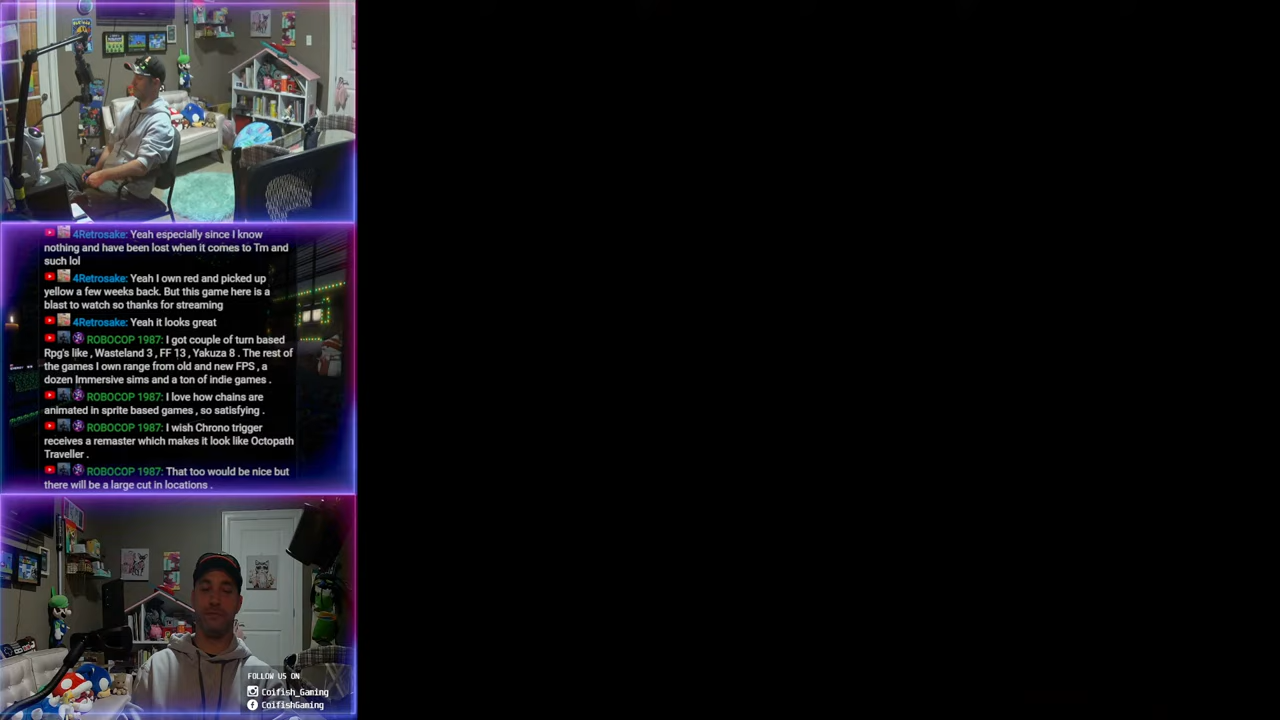 4Retrosake: Yeah especially since I know
nothing and have been lost when it comes to Tm and
such lol
4Retrosake: Yeah I own red and picked up
yellow a few weeks back. But this game here is a
blast to watch so thanks for streaming
4Retrosake: Yeah it looks great
ROBOCOP 1987: I got couple of turn based
Rpg's like , Wasteland 3 , FF 13 , Yakuza 8 . The rest of
the games I own range from old and new FPS , a
dozen Immersive sims and a ton of indie games .
ROBOCOP 1987: I love how chains are
animated in sprite based games , so satisfying .
ROBOCOP 1987: I wish Chrono trigger
receives a remaster which makes it look like Octopath
Traveller .
ROBOCOP 1987: That too would be nice but
there will be a large cut in locations .
FOLLOW US ON
Coifish_Gaming
CoifishGaming